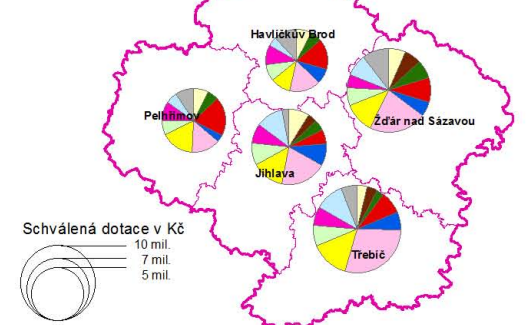 Havlíčkův Brod
Pelhřimov
Žďár nad Sázavou
Jihlava
Třebíč
Schválená dotace v Kč
10 mil.
7 mil.
5 mil.